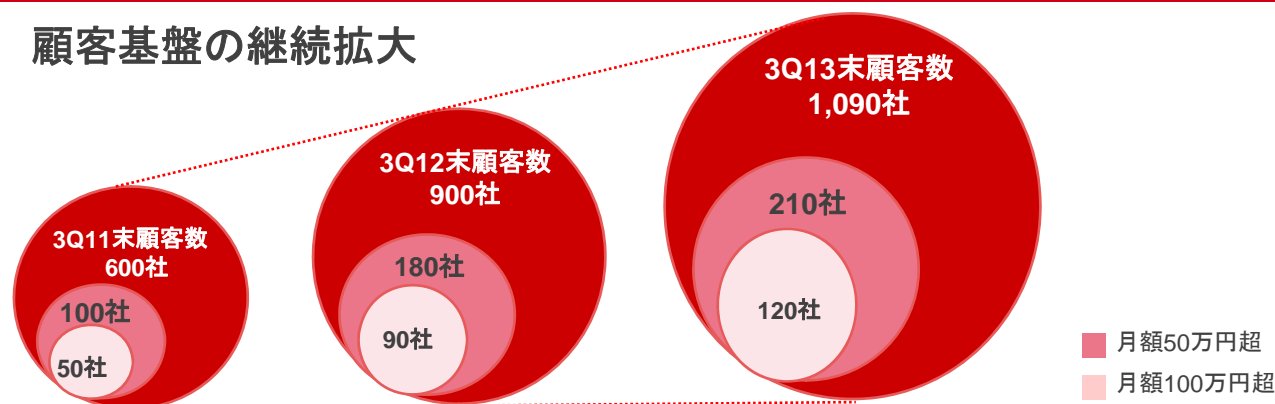 顧客基盤の継続拡大
3Q11末顧客数
600社
100社
50社
3Q12末顧客数
900社
180社
90社
3Q13末顧客数
1,090社
210社
120社
月額50万円超
月額100万円超